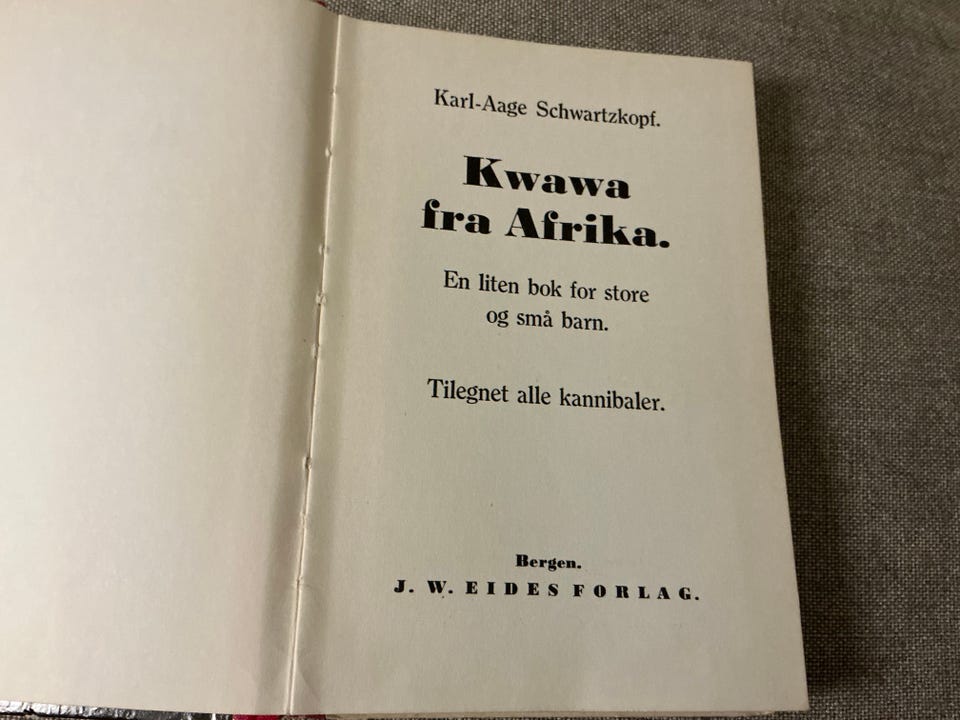 Karl-Aage Schwartzkopf.
Kwawa
fra Afrika.
En liten bok for store
og små barn.
Tilegnet alle kannibaler.
Bergen.
J. W. EIDES FORLAG.